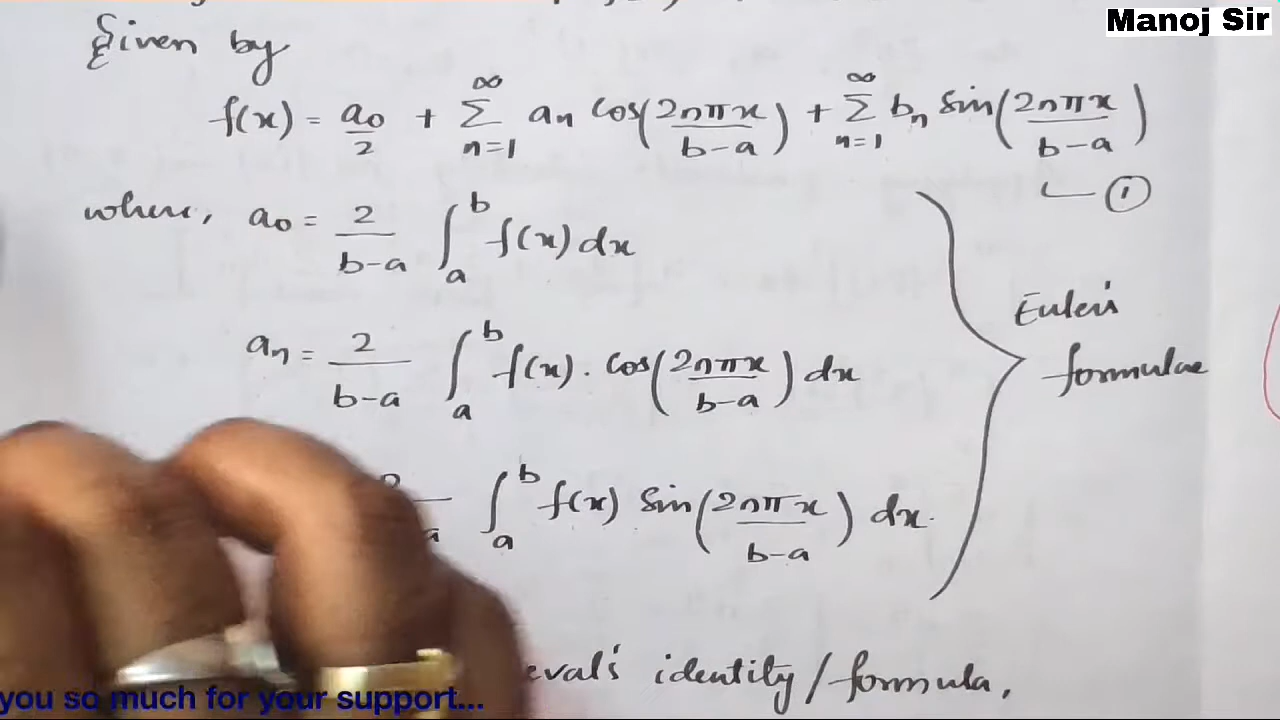 Manoj Sir
Given by
f(x) = a₀/2 + Σ_{n=1}^{∞} aₙ cos(2nπx/(b-a)) + Σ_{n=1}^{∞} bₙ sin(2nπx/(b-a))
①
where, a₀ = 2/(b-a) ∫_a^b f(x) dx
aₙ = 2/(b-a) ∫_a^b f(x) . cos(2nπx/(b-a)) dx
Euler's
formulae
∫_a^b f(x) sin(2nπx/(b-a)) dx.
identity/formula,
you so much for your support...